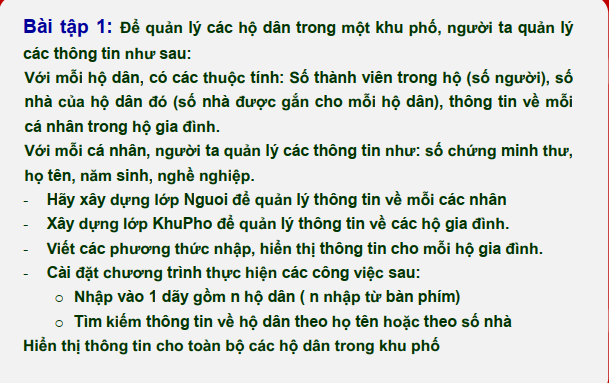 Bài tập 1: Để quản lý các hộ dân trong một khu phố, người ta quản lý
các thông tin như sau:
Với mỗi hộ dân, có các thuộc tính: Số thành viên trong hộ (số người), số
nhà của hộ dân đó (số nhà được gắn cho mỗi hộ dân), thông tin về mỗi
cá nhân trong hộ gia đình.
Với mỗi cá nhân, người ta quản lý các thông tin như: số chứng minh thư,
họ tên, năm sinh, nghề nghiệp.
- Hãy xây dựng lớp Nguoi để quản lý thông tin về mỗi các nhân
- Xây dựng lớp KhuPho để quản lý thông tin về các hộ gia đình.
- Viết các phương thức nhập, hiển thị thông tin cho mỗi hộ gia đình.
- Cài đặt chương trình thực hiện các công việc sau:
o Nhập vào 1 dãy gồm n hộ dân ( n nhập từ bàn phím)
o Tìm kiếm thông tin về hộ dân theo họ tên hoặc theo số nhà
Hiển thị thông tin cho toàn bộ các hộ dân trong khu phố